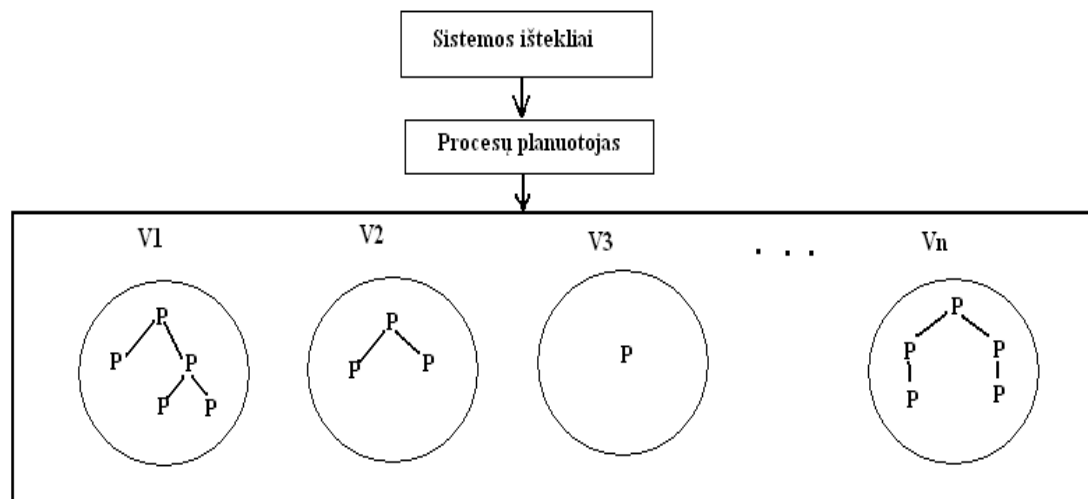 Sistemos ištekliai
Procesų planuotojas
V1 V2 V3 . . . Vn
P P P
P P P P P P P P
P P P P